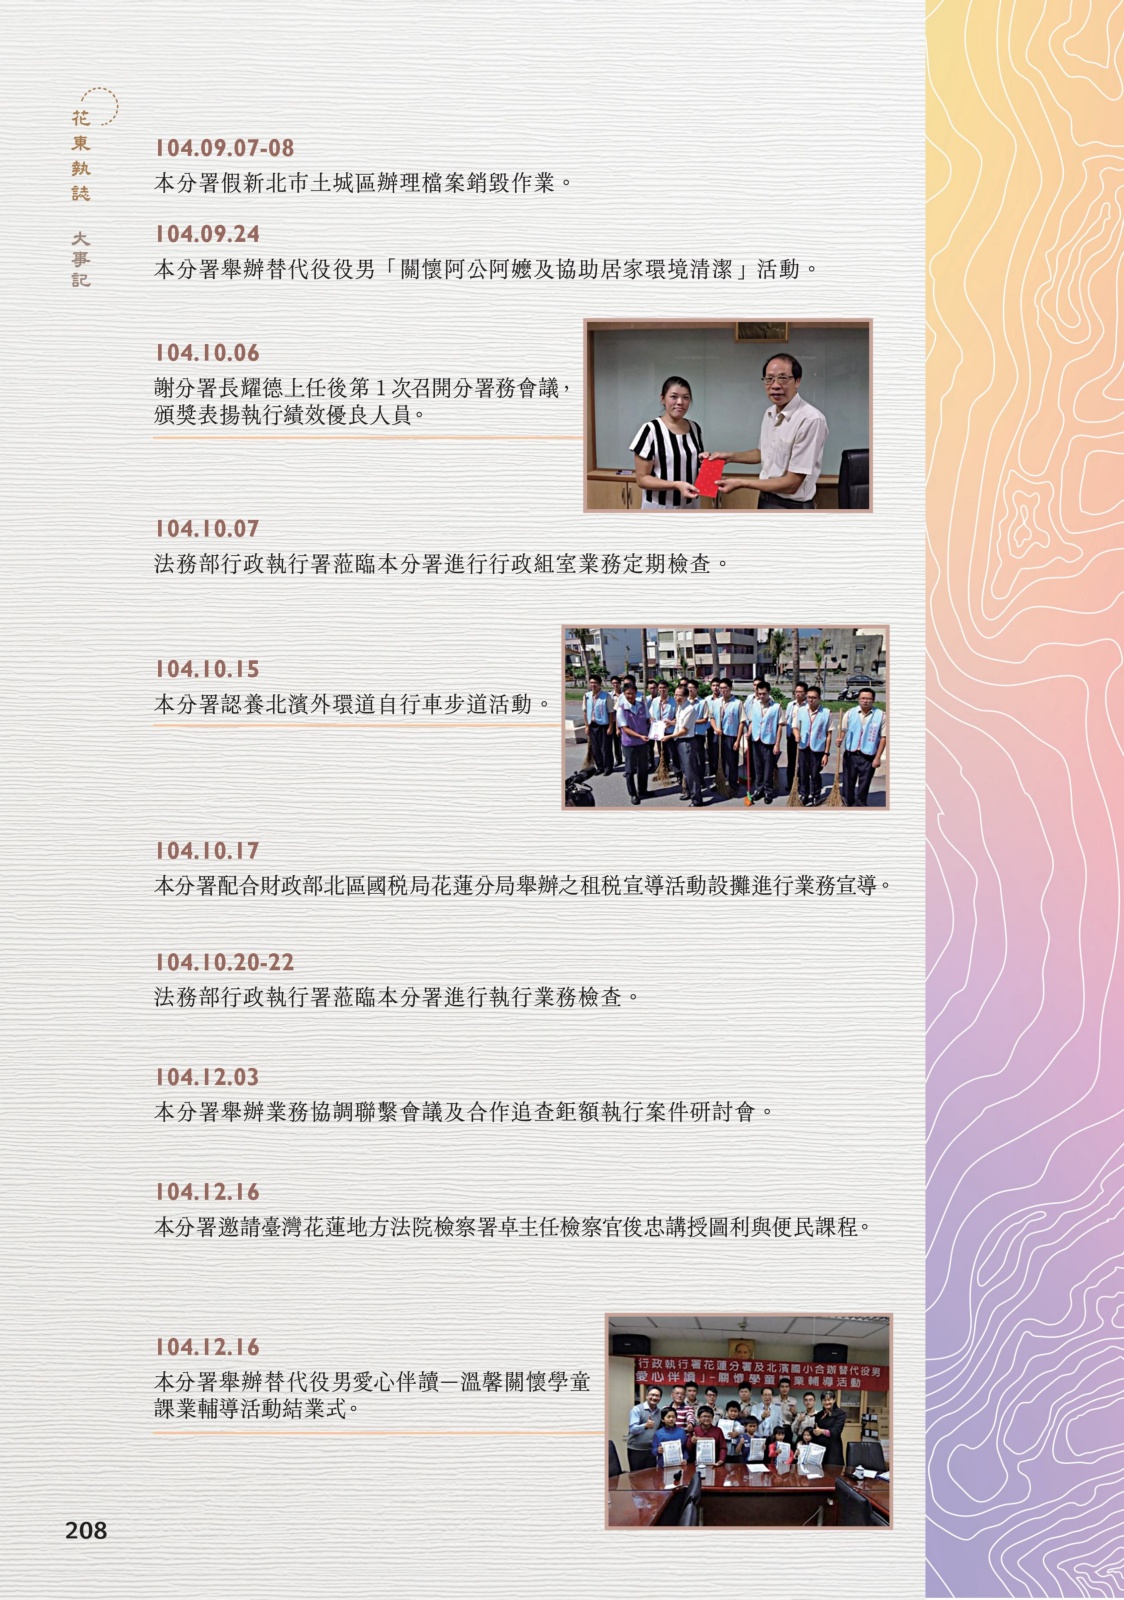 花東執誌 大事記
104.09.07-08
本分署假新北市土城區辦理檔案銷毀作業。
104.09.24
本分署舉辦替代役役男「關懷阿公阿嬤及協助居家環境清潔」活動。
104.10.06
謝分署長耀德上任後第1次召開分署務會議，
頒獎表揚執行績效優良人員。
104.10.07
法務部行政執行署蒞臨本分署進行行政組室業務定期檢查。
104.10.15
本分署認養北濱外環道自行車步道活動。
104.10.17
本分署配合財政部北區國稅局花蓮分局舉辦之租稅宣導活動設攤進行業務宣導。
104.10.20-22
法務部行政執行署蒞臨本分署進行執行業務檢查。
104.12.03
本分署舉辦業務協調聯繫會議及合作追查鉅額執行案件研討會。
104.12.16
本分署邀請臺灣花蓮地方法院檢察署卓主任檢察官俊忠講授圖利與便民課程。
104.12.16
本分署舉辦替代役男愛心伴讀—溫馨關懷學童
課業輔導活動結業式。
行政執行署花蓮分署及北濱國小合辦替代役男
愛心伴讀」-關懷學童課業輔導活動
208